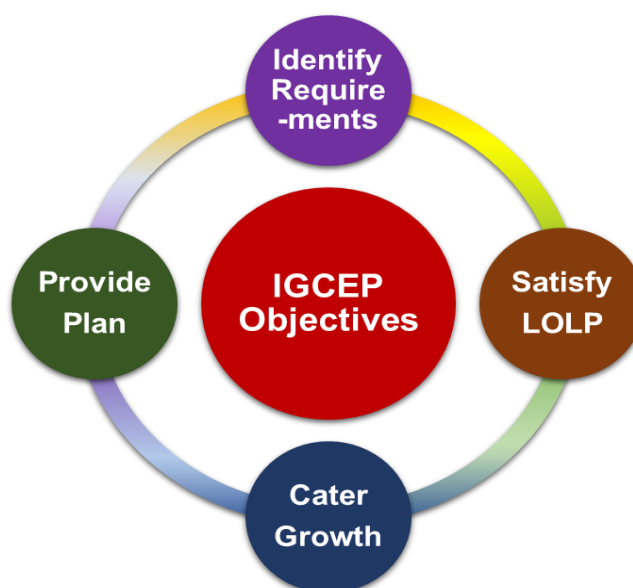 Identify
Require
-ments
Provide
Plan
IGCEP
Objectives
Satisfy
LOLP
Cater
Growth